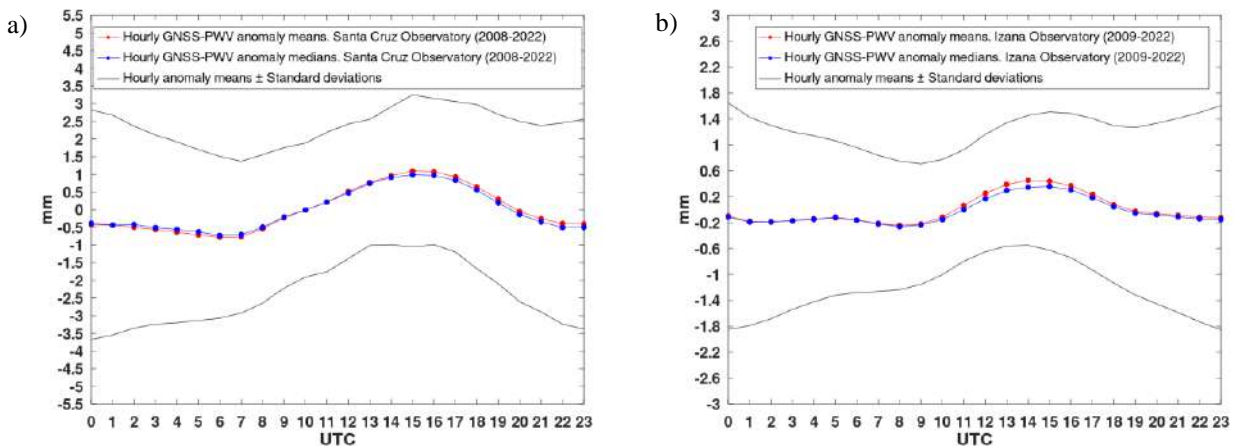 a)
5.5
5
4.5
4
3.5
3
2.5
2
1.5
1
0.5
0
-0.5
-1
-1.5
-2
-2.5
-3
-3.5
-4
-4.5
-5
-5.5
mm
Hourly GNSS-PWV anomaly means. Santa Cruz Observatory (2008-2022)
Hourly GNSS-PWV anomaly medians. Santa Cruz Observatory (2008-2022)
Hourly anomaly means ± Standard deviations
0 1 2 3 4 5 6 7 8 9 10 11 12 13 14 15 16 17 18 19 20 21 22 23
UTC
b)
3
2.6
2.2
1.8
1.4
1
0.6
0.2
-0.2
-0.6
-1
-1.4
-1.8
-2.2
-2.6
-3
mm
Hourly GNSS-PWV anomaly means. Izana Observatory (2009-2022)
Hourly GNSS-PWV anomaly medians. Izana Observatory (2009-2022)
Hourly anomaly means ± Standard deviations
0 1 2 3 4 5 6 7 8 9 10 11 12 13 14 15 16 17 18 19 20 21 22 23
UTC